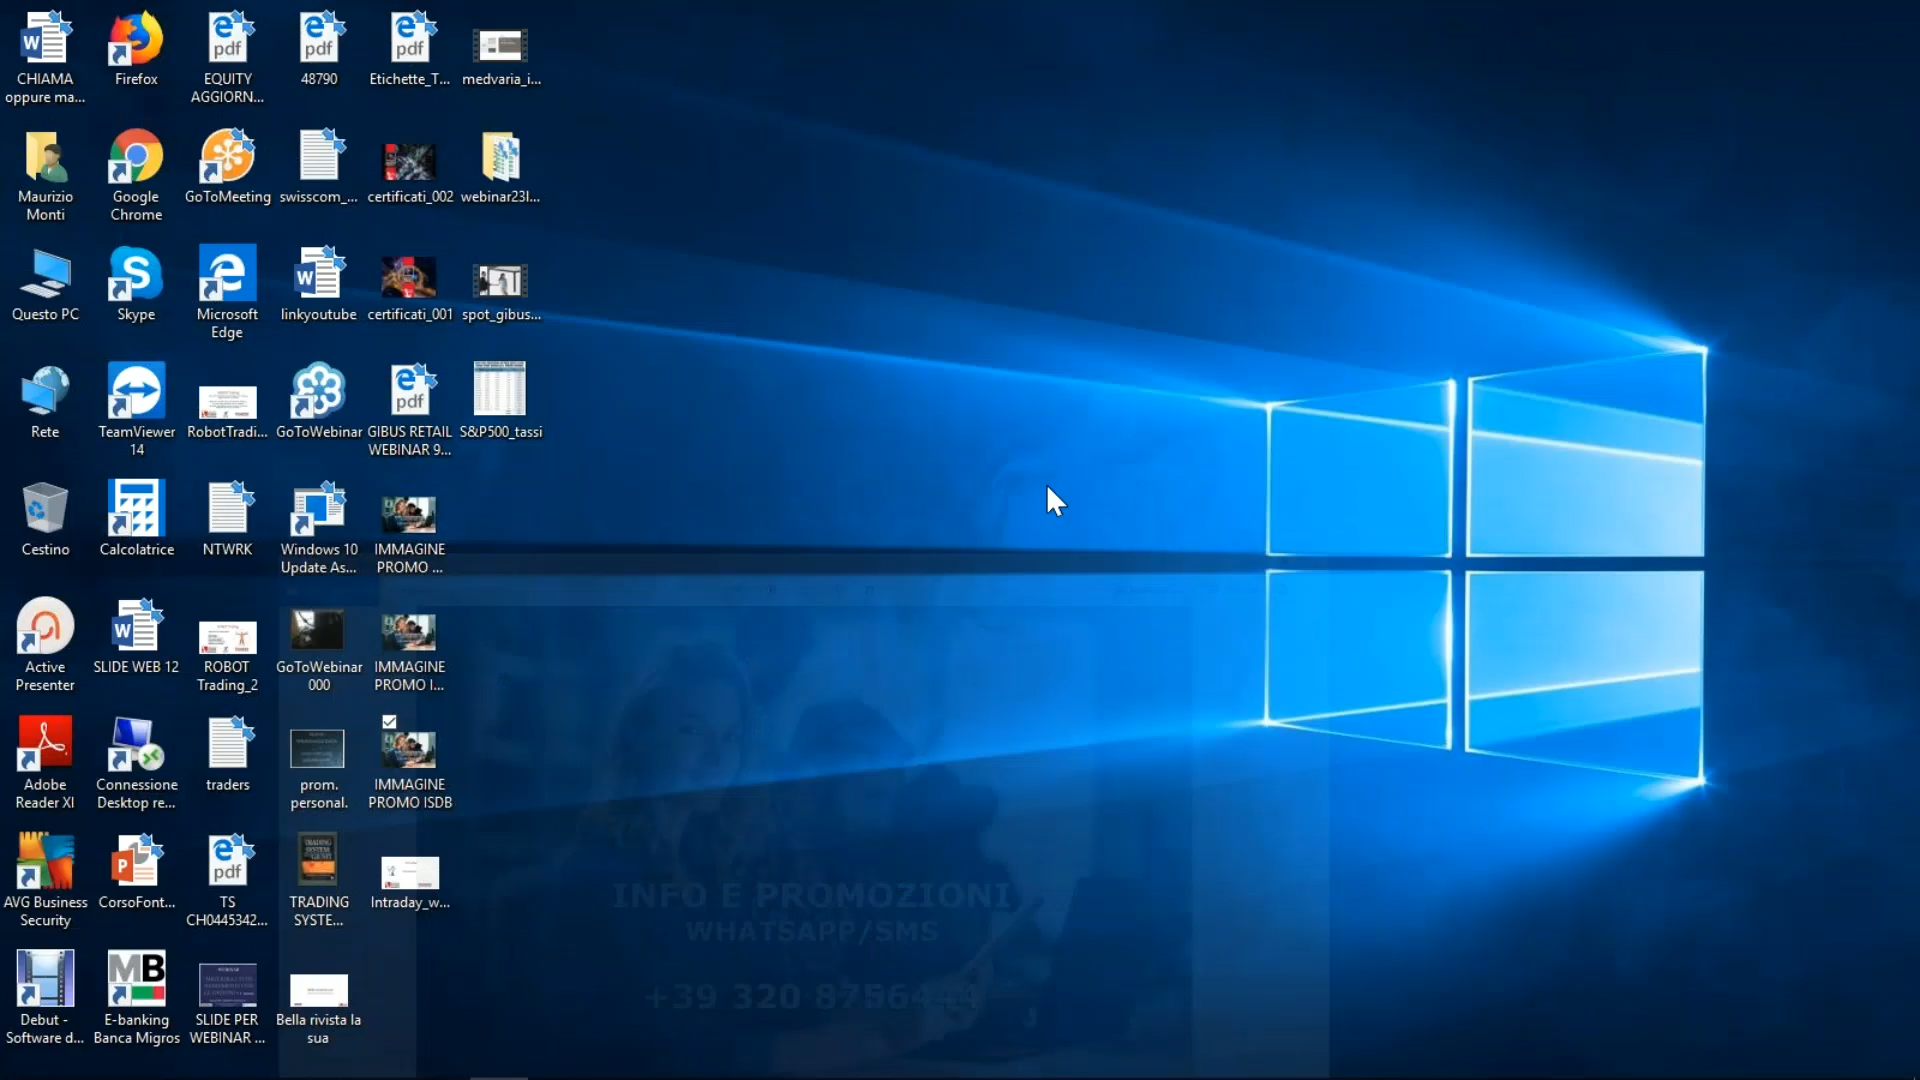 CHIAMA
oppure ma...
Firefox
EQUITY
AGGIORN...
48790
Etichette_T...
medvaria_i...
Maurizio
Monti
Google
Chrome
GoToMeeting
swisscom_...
certificati_002
webinar23l...
Questo PC
Skype
Microsoft
Edge
linkyoutube
certificati_001
spot_gibus...
Rete
TeamViewer
14
RobotTradi...
GoToWebinar
GIBUS RETAIL
WEBINAR 9...
S&P500_tassi
Cestino
Calcolatrice
NTWRK
Windows 10
Update As...
IMMAGINE
PROMO ...
Active
Presenter
SLIDE WEB 12
ROBOT
Trading_2
GoToWebinar
000
IMMAGINE
PROMO I...
Adobe
Reader XI
Connessione
Desktop re...
traders
prom.
personal.
IMMAGINE
PROMO ISDB
AVG Business
Security
CorsoFont...
TS
CH0445342...
TRADING
SYSTE...
Intraday_w...
Debut -
Software d...
E-banking
Banca Migros
SLIDE PER
WEBINAR ...
Bella rivista la
sua
INFO E PROMOZIONI
WHATSAPP/SMS